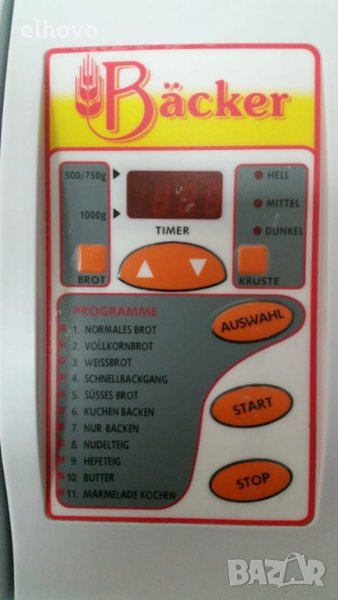 elhovo
Bäcker
500/750g
1000g
TIMER
HELL
MITTEL
DUNKEL
BROT
KRUSTE
PROGRAMME
1. NORMALES BROT
2. VOLLKORNBROT
3. WEISSBROT
4. SCHNELLBACKGANG
5. SÜSSES BROT
6. KUCHEN BACKEN
7. NUR BACKEN
8. NUDELTEIG
9. HEFETEIG
10. BUTTER
11. MARMELADE KOCHEN
AUSWAHL
START
STOP
BAZAR